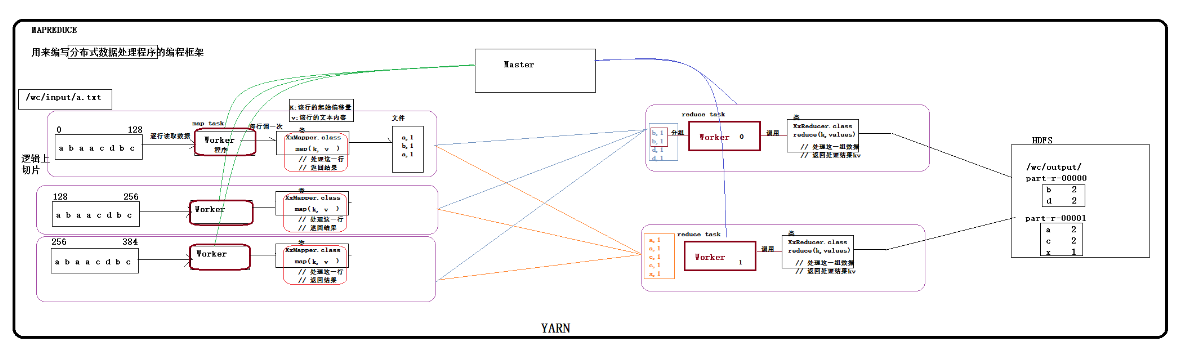 MAPREDUCE
用来编写分布式数据处理程序的编程框架
Master
/wc/input/a.txt
K:该行的起始偏移量
v:该行的文本内容
文件
map task
0 128
逐行读取数据
Worker
程序
每行调一次
类
XxMapper.class
map(k, v )
// 处理这一行
// 返回结果
a b a a c d b c
a,1
b,1
a,1
逻辑上
切片
128 256
a b a a c d b c
Worker
类
XxMapper.class
map(k, v )
// 处理这一行
// 返回结果
256 384
a b a a c d b c
Worker
类
XxMapper.class
map(k, v )
// 处理这一行
// 返回结果
reduce task
b,1
b,1
d,1
d,1
分组
Worker 0
调用
类
XxReducer.class
reduce(k,values)
// 处理这一组数据
// 返回处理结果kv
reduce task
a,1
a,1
c,1
c,1
Worker
1
调用
类
XxReducer.class
reduce(k,values)
// 处理这一组数据
// 返回处理结果kv
HDFS
/wc/output/
part-r-00000
b 2
d 2
part-r-00001
a 2
c 2
x 1
YARN